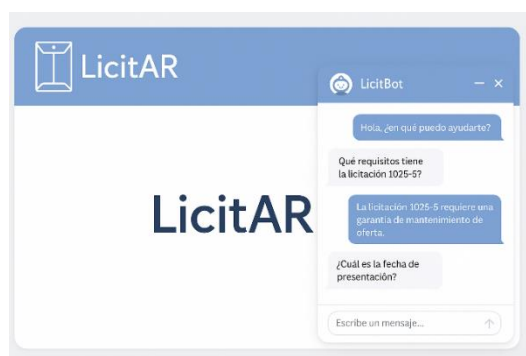 LicitAR
LicitBot
Hola, ¿en qué puedo ayudarte?
Qué requisitos tiene
la licitación 1025-5?
La licitación 1025-5 requiere una
garantía de mantenimiento de
oferta.
LicitAR
¿Cuál es la fecha de
presentación?
Escribe un mensaje...